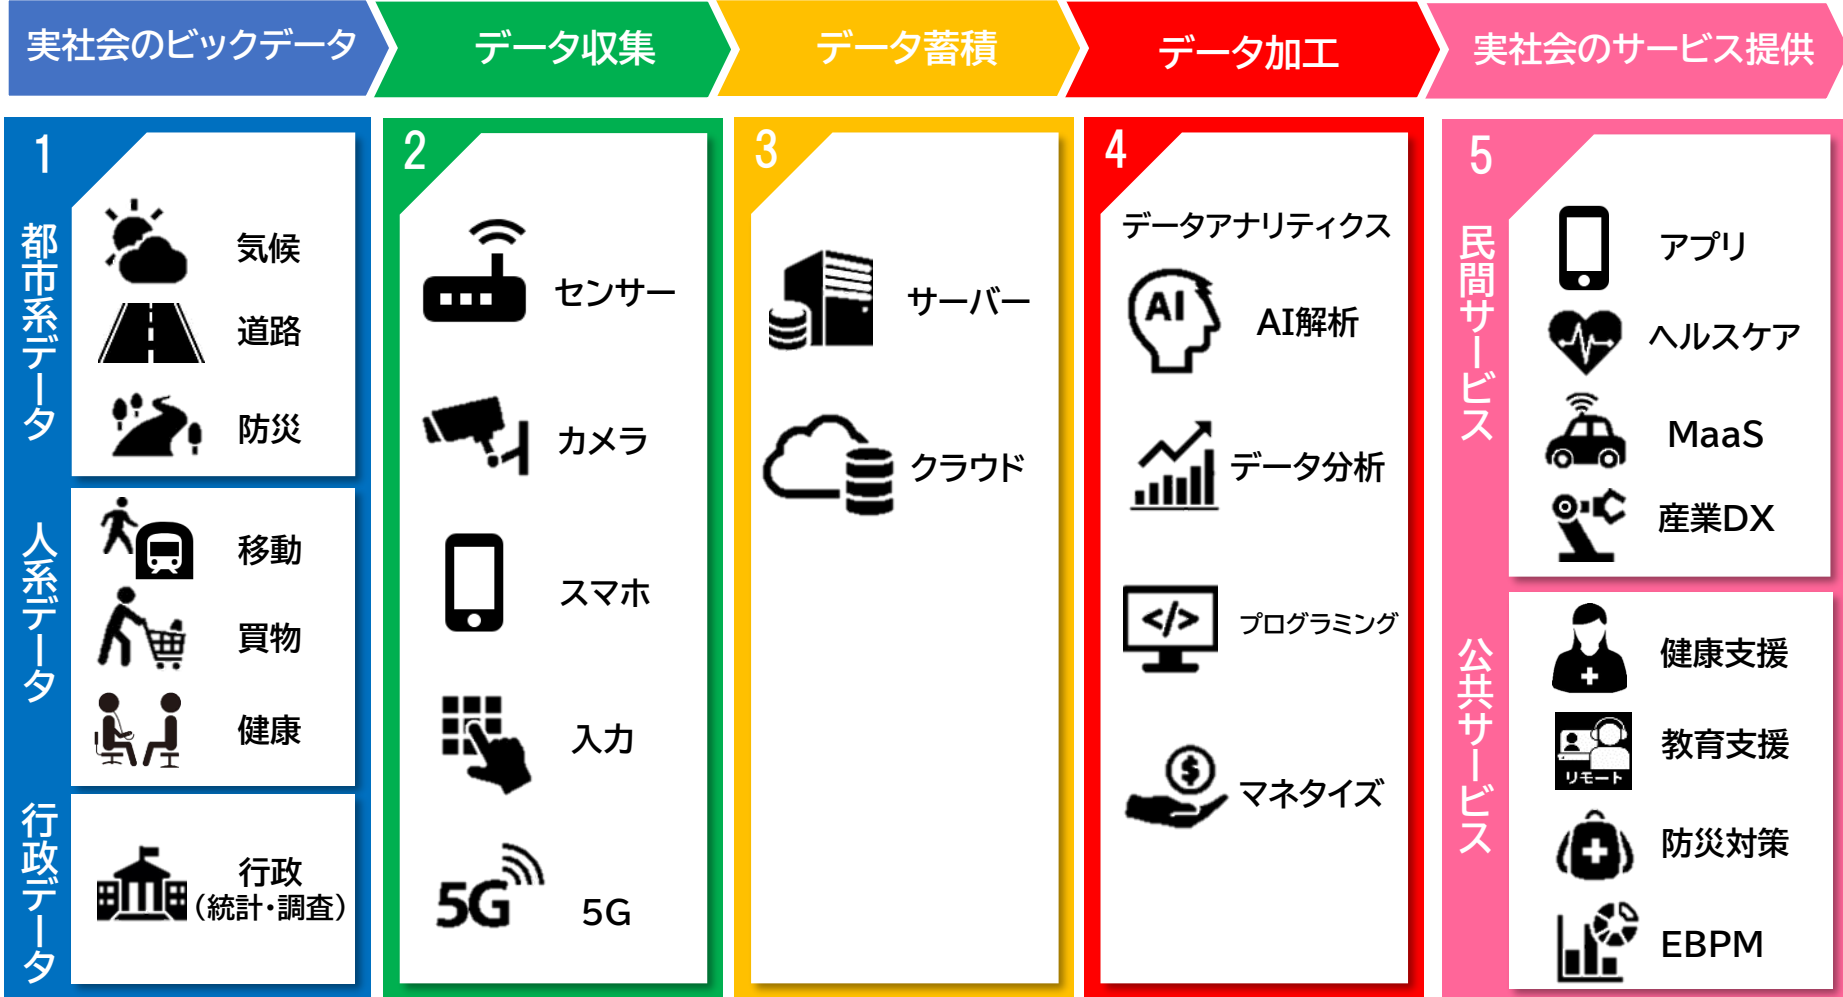 実社会のビックデータ
データ収集
データ蓄積
データ加工
実社会のサービス提供
1
都市系データ
気候
道路
防災
人系データ
移動
買物
健康
行政データ
行政
(統計・調査)
2
センサー
カメラ
スマホ
入力
5G
5G
3
サーバー
クラウド
4
データアナリティクス
AI
AI解析
データ分析
</>
プログラミング
$
マネタイズ
5
民間サービス
アプリ
ヘルスケア
MaaS
産業DX
公共サービス
健康支援
リモート
教育支援
防災対策
EBPM